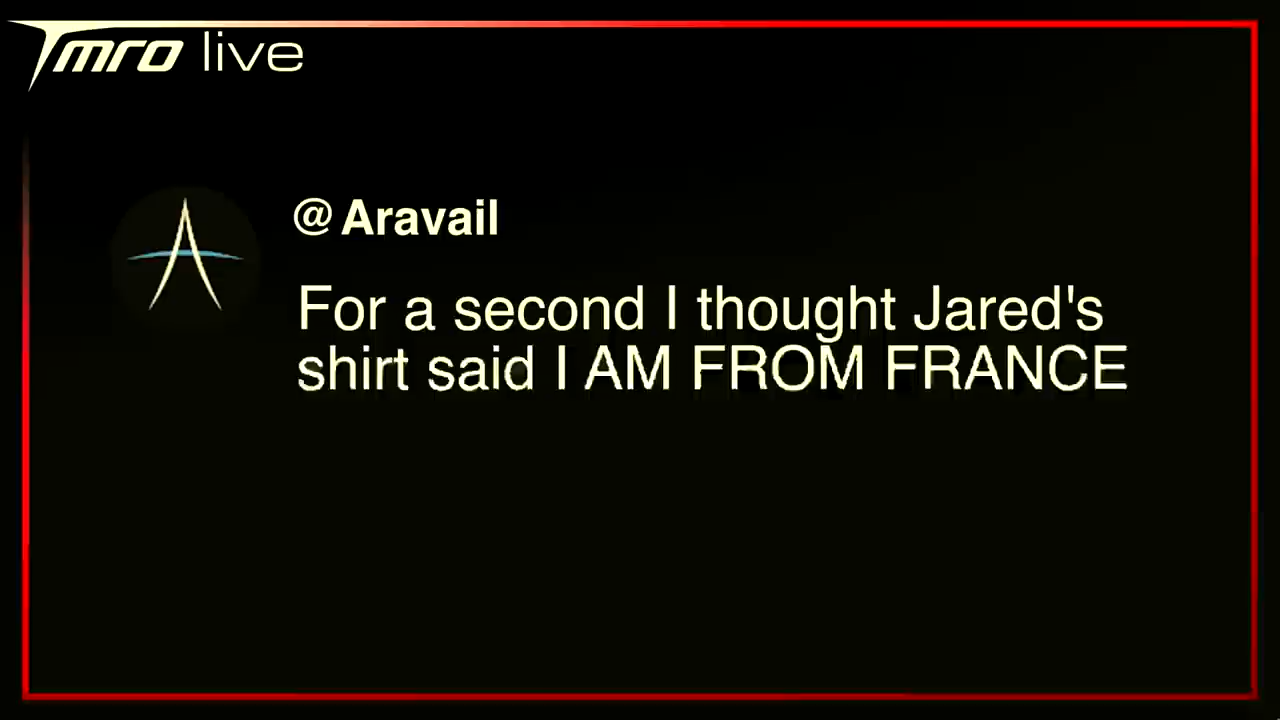 Tmro live
@Aravail
For a second I thought Jared's
shirt said I AM FROM FRANCE